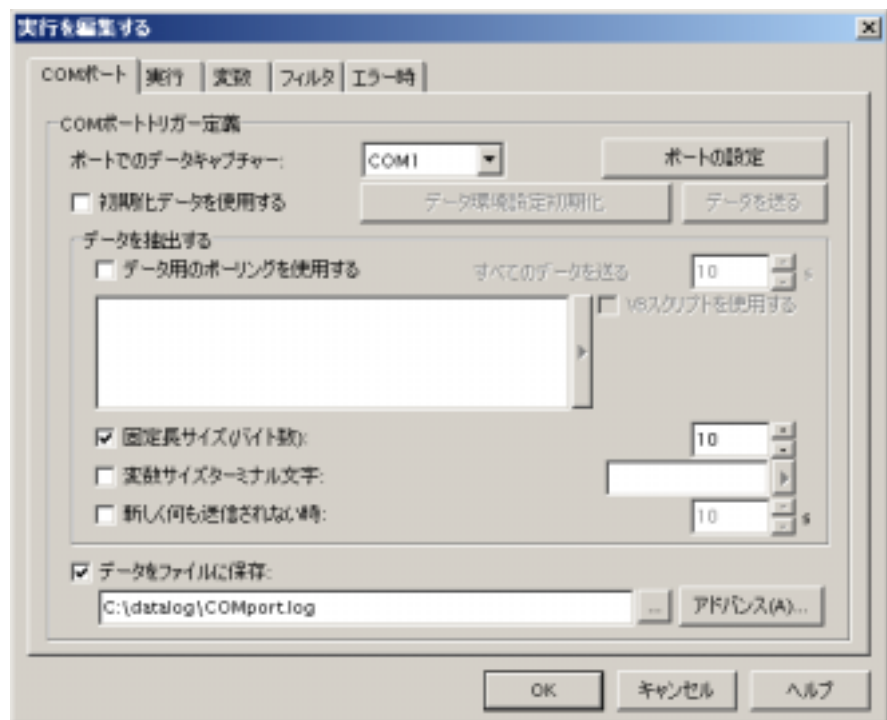 実行を編集する
COMポート 実行 変数 フィルタ エラー時
COMポートトリガー定義
ポートでのデータキャプチャー: COM1 ポートの設定
初期化データを使用する データ環境設定初期化 データを送る
データを抽出する
データ用のポーリングを使用する すべてのデータを送る 10 s
VBスクリプトを使用する
固定長サイズ(バイト数): 10
変数サイズターミナル文字:
新しく何も送信されない時: 10 s
データをファイルに保存:
C:\datalog\COMport.log ... アドバンス(A)...
OK キャンセル ヘルプ